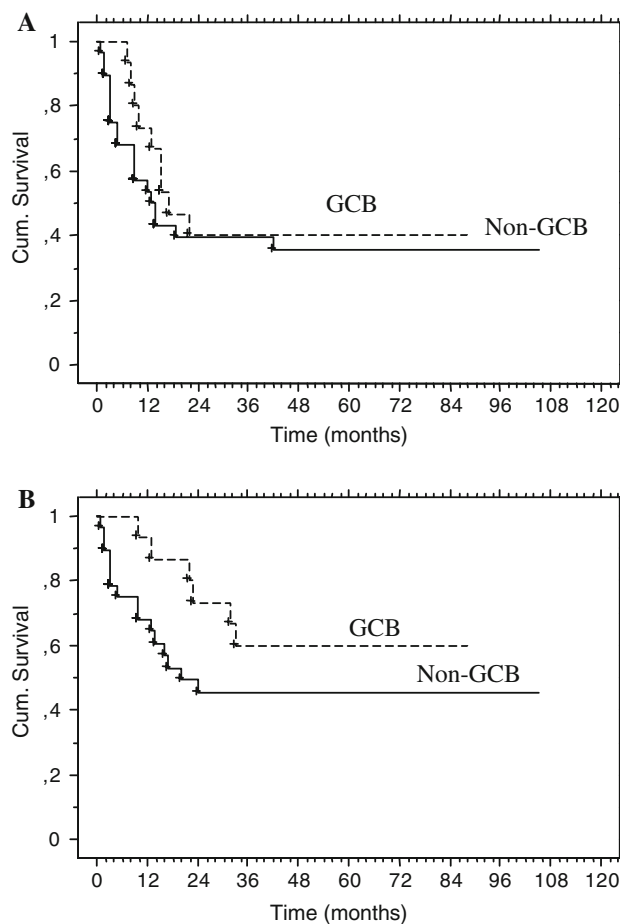 A
1
,8
,6
,4
,2
0
Cum. Survival
GCB
Non-GCB
0 12 24 36 48 60 72 84 96 108 120
Time (months)
B
1
,8
,6
,4
,2
0
Cum. Survival
GCB
Non-GCB
0 12 24 36 48 60 72 84 96 108 120
Time (months)